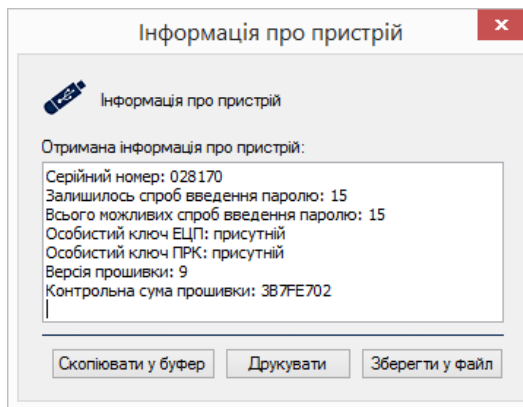 Інформація про пристрій
Інформація про пристрій
Отримана інформація про пристрій:
Серійний номер: 028170
Залишилось спроб введення паролю: 15
Всього можливих спроб введення паролю: 15
Особистий ключ ЕЦП: присутній
Особистий ключ ПРК: присутній
Версія прошивки: 9
Контрольна сума прошивки: 3B7FE702
Скопіювати у буфер Друкувати Зберегти у файл